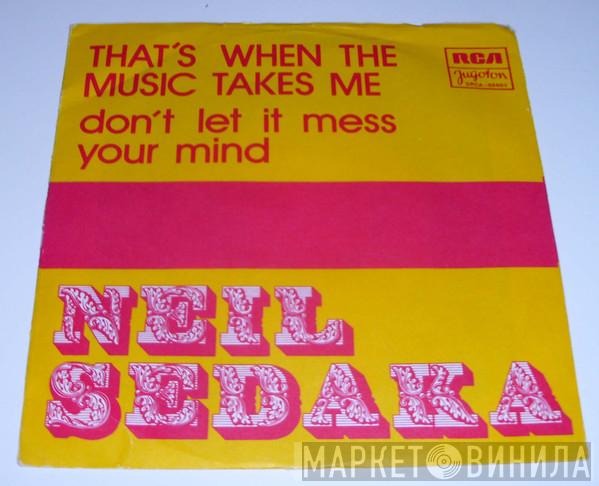 THAT'S WHEN THE
MUSIC TAKES ME
don't let it mess
your mind
RCA
Jugoton
NEIL
SEDAKA
МАРКЕТ ВИНИЛА